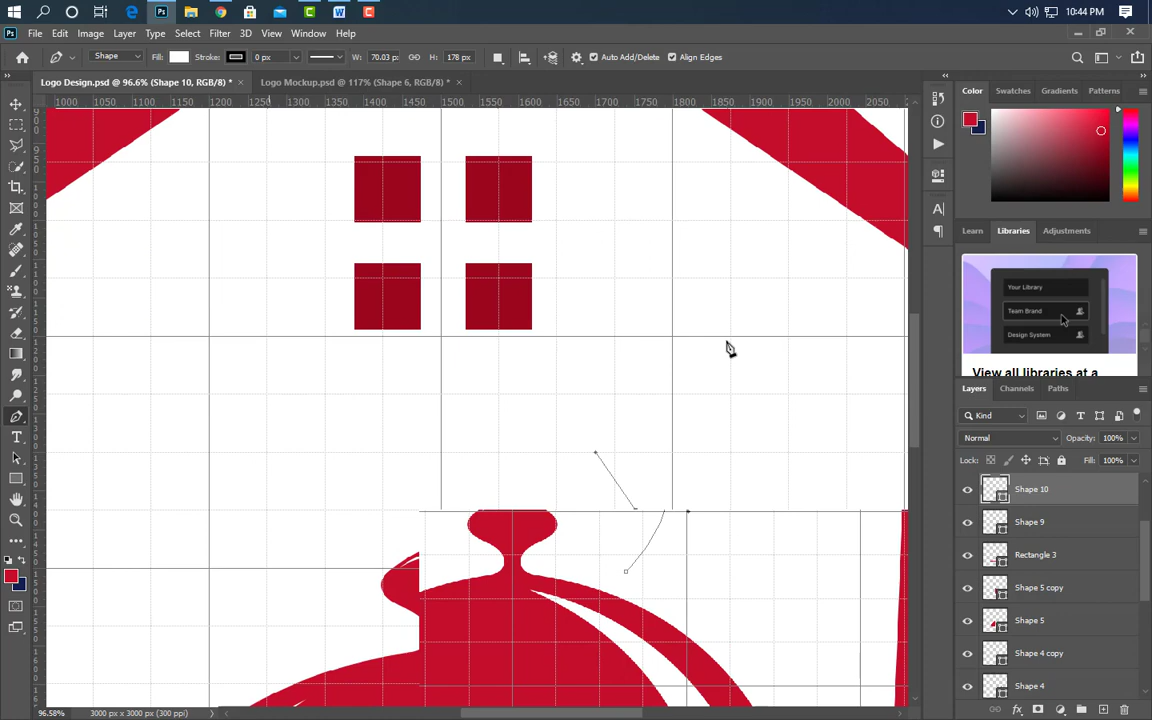 10:44 PM
File Edit Image Layer Type Select Filter 3D View Window Help
Shape Fill: Stroke: 0 px W: 70.03 px H: 178 px Auto Add/Delete Align Edges
Logo Design.psd @ 96.6% (Shape 10, RGB/8) * × Logo Mockup.psd @ 117% (Shape 6, RGB/8) * ×
1000 1050 1100 1150 1200 1250 1300 1350 1400 1450 1500 1550 1600 1650 1700 1750 1800 1850 1900 1950 2000 2050
Color Swatches Gradients Patterns
Learn Libraries Adjustments
Your Library
Team Brand
Design System
View all libraries at a
Layers Channels Paths
Kind
Normal Opacity: 100%
Lock: Fill: 100%
Shape 10
Shape 9
Rectangle 3
Shape 5 copy
Shape 5
Shape 4 copy
Shape 4
96.58% 3000 px x 3000 px (300 ppi)